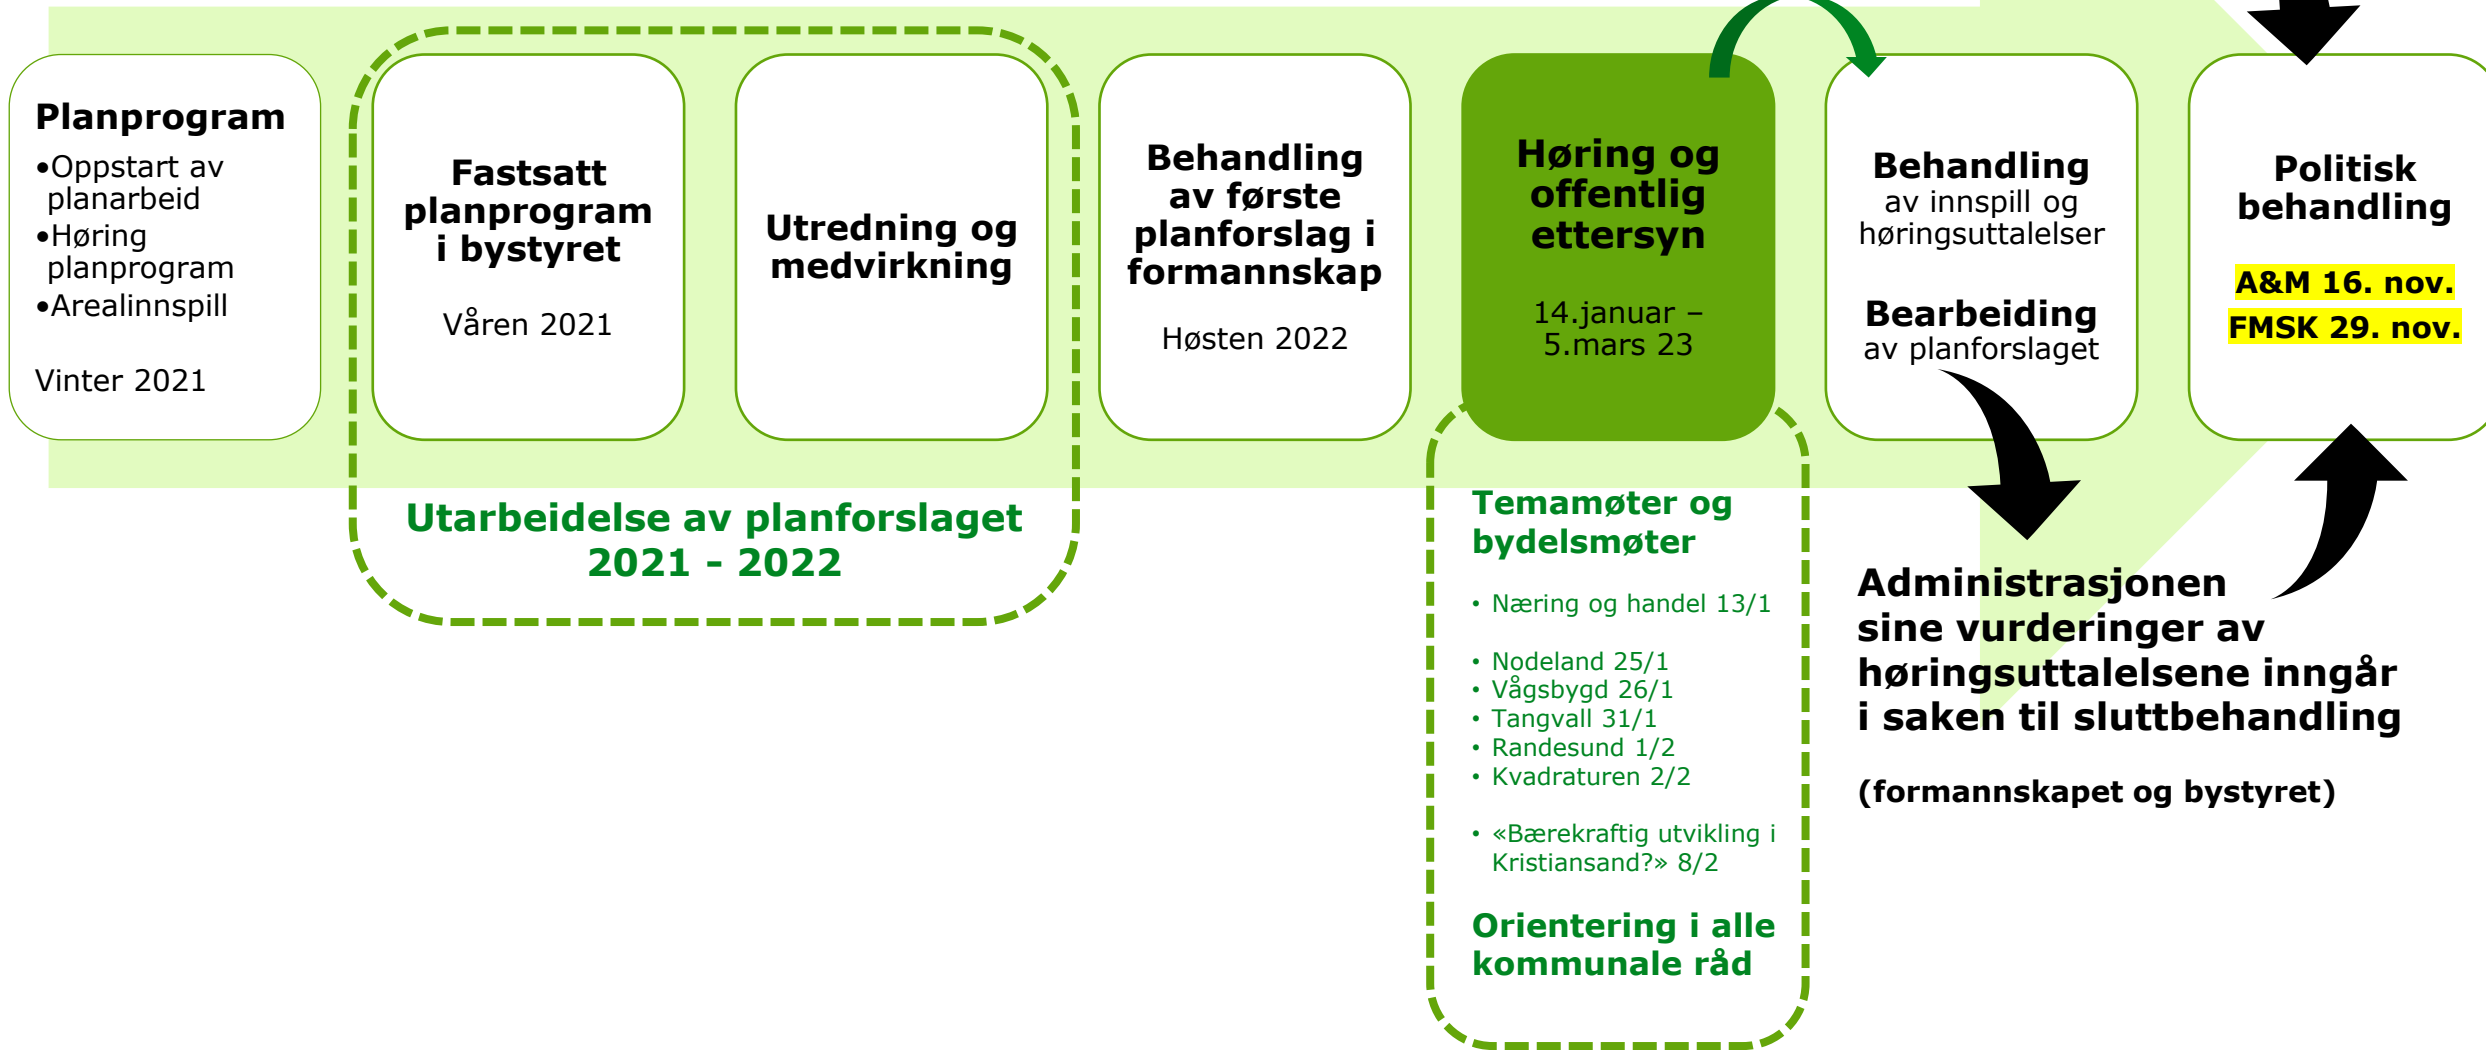 Planprogram
•Oppstart av
planarbeid
•Høring
planprogram
•Arealinnspill
Vinter 2021
Fastsatt
planprogram
i bystyret
Våren 2021
Utredning og
medvirkning
Utarbeidelse av planforslaget
2021 - 2022
Behandling
av første
planforslag i
formannskap
Høsten 2022
Høring og
offentlig
ettersyn
14.januar –
5.mars 23
Temamøter og
bydelsmøter
• Næring og handel 13/1
• Nodeland 25/1
• Vågsbygd 26/1
• Tangvall 31/1
• Randesund 1/2
• Kvadraturen 2/2
• «Bærekraftig utvikling i
Kristiansand?» 8/2
Orientering i alle
kommunale råd
Behandling
av innspill og
høringsuttalelser
Bearbeiding
av planforslaget
Administrasjonen
sine vurderinger av
høringsuttalelsene inngår
i saken til sluttbehandling
(formannskapet og bystyret)
Politisk
behandling
A&M 16. nov.
FMSK 29. nov.